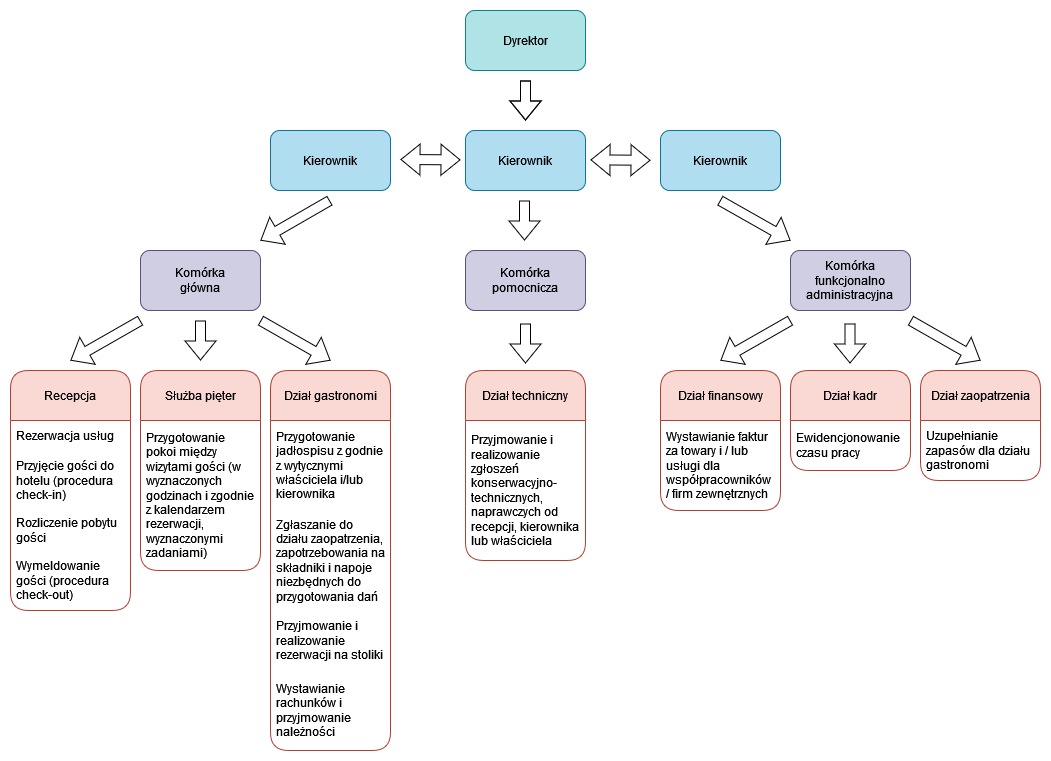 Dyrektor
Kierownik
Kierownik
Kierownik
Komórka
główna
Komórka
pomocnicza
Komórka
funkcjonalno
administracyjna
Recepcja
Rezerwacja usług
Przyjęcie gości do
hotelu (procedura
check-in)
Rozliczenie pobytu
gości
Wymeldowanie
gości (procedura
check-out)
Służba pięter
Przygotowanie
pokoi między
wizytami gości (w
wyznaczonych
godzinach i zgodnie
z kalendarzem
rezerwacji,
wyznaczonymi
zadaniami)
Dział gastronomi
Przygotowanie
jadłospisu z godnie
z wytycznymi
właściciela i/lub
kierownika
Zgłaszanie do
działu zaopatrzenia,
zapotrzebowania na
składniki i napoje
niezbędnych do
przygotowania dań
Przyjmowanie i
realizowanie
rezerwacji na stoliki
Wystawianie
rachunków i
przyjmowanie
należności
Dział techniczny
Przyjmowanie i
realizowanie
zgłoszeń
konserwacyjno-
technicznych,
naprawczych od
recepcji, kierownika
lub właściciela
Dział finansowy
Wystawianie faktur
za towary i / lub
usługi dla
współpracowników
/ firm zewnętrznych
Dział kadr
Ewidencjonowanie
czasu pracy
Dział zaopatrzenia
Uzupełnianie
zapasów dla działu
gastronomi